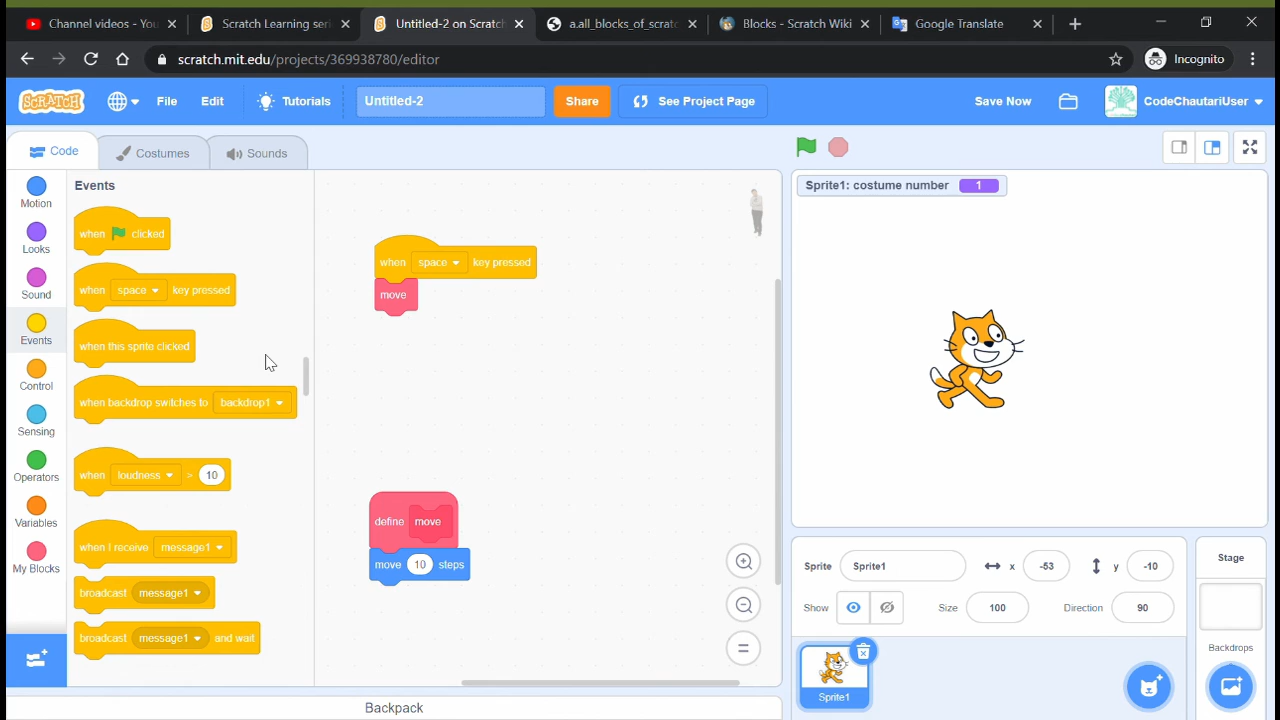 Channel videos - You
Scratch Learning seri
Untitled-2 on Scratch
a.all_blocks_of_scratc
Blocks - Scratch Wiki
Google Translate
scratch.mit.edu/projects/369938780/editor
Incognito
SCRATCH
File
Edit
Tutorials
Untitled-2
Share
See Project Page
Save Now
CodeChautariUser
Code
Costumes
Sounds
Motion
Looks
Sound
Events
Control
Sensing
Operators
Variables
My Blocks
Events
when clicked
when space key pressed
when this sprite clicked
when backdrop switches to backdrop1
when loudness > 10
when I receive message1
broadcast message1
broadcast message1 and wait
when space key pressed
move
define move
move 10 steps
Sprite1: costume number 1
Sprite Sprite1 x -53 y -10
Show Size 100 Direction 90
Sprite1
Stage
Backdrops
Backpack